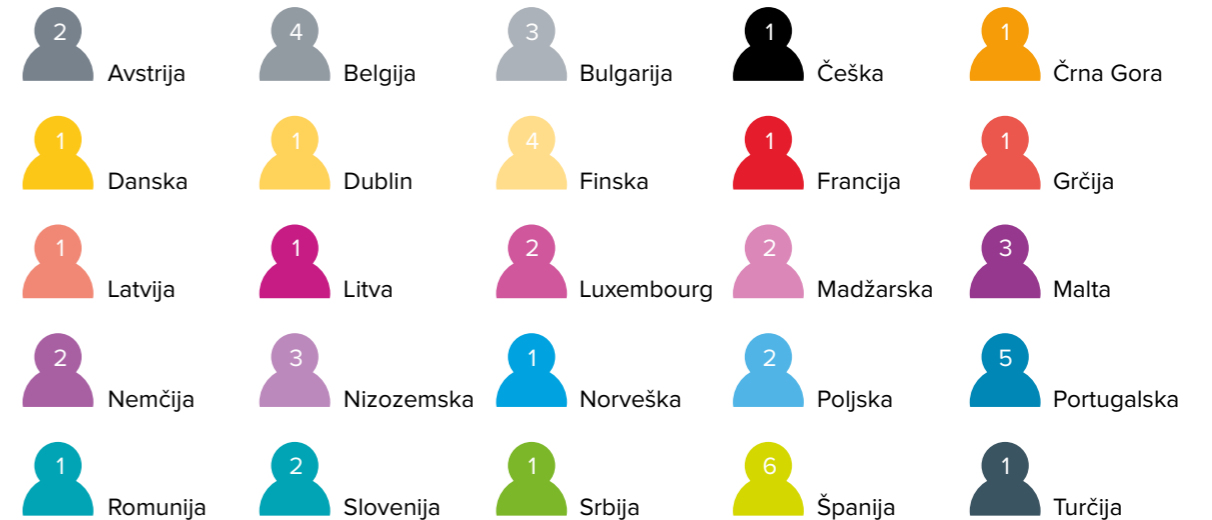 2 Avstrija
4 Belgija
3 Bulgarija
1 Češka
1 Črna Gora
1 Danska
1 Dublin
4 Finska
1 Francija
1 Grčija
1 Latvija
1 Litva
2 Luxembourg
2 Madžarska
3 Malta
2 Nemčija
3 Nizozemska
1 Norveška
2 Poljska
5 Portugalska
1 Romunija
2 Slovenija
1 Srbija
6 Španija
1 Turčija